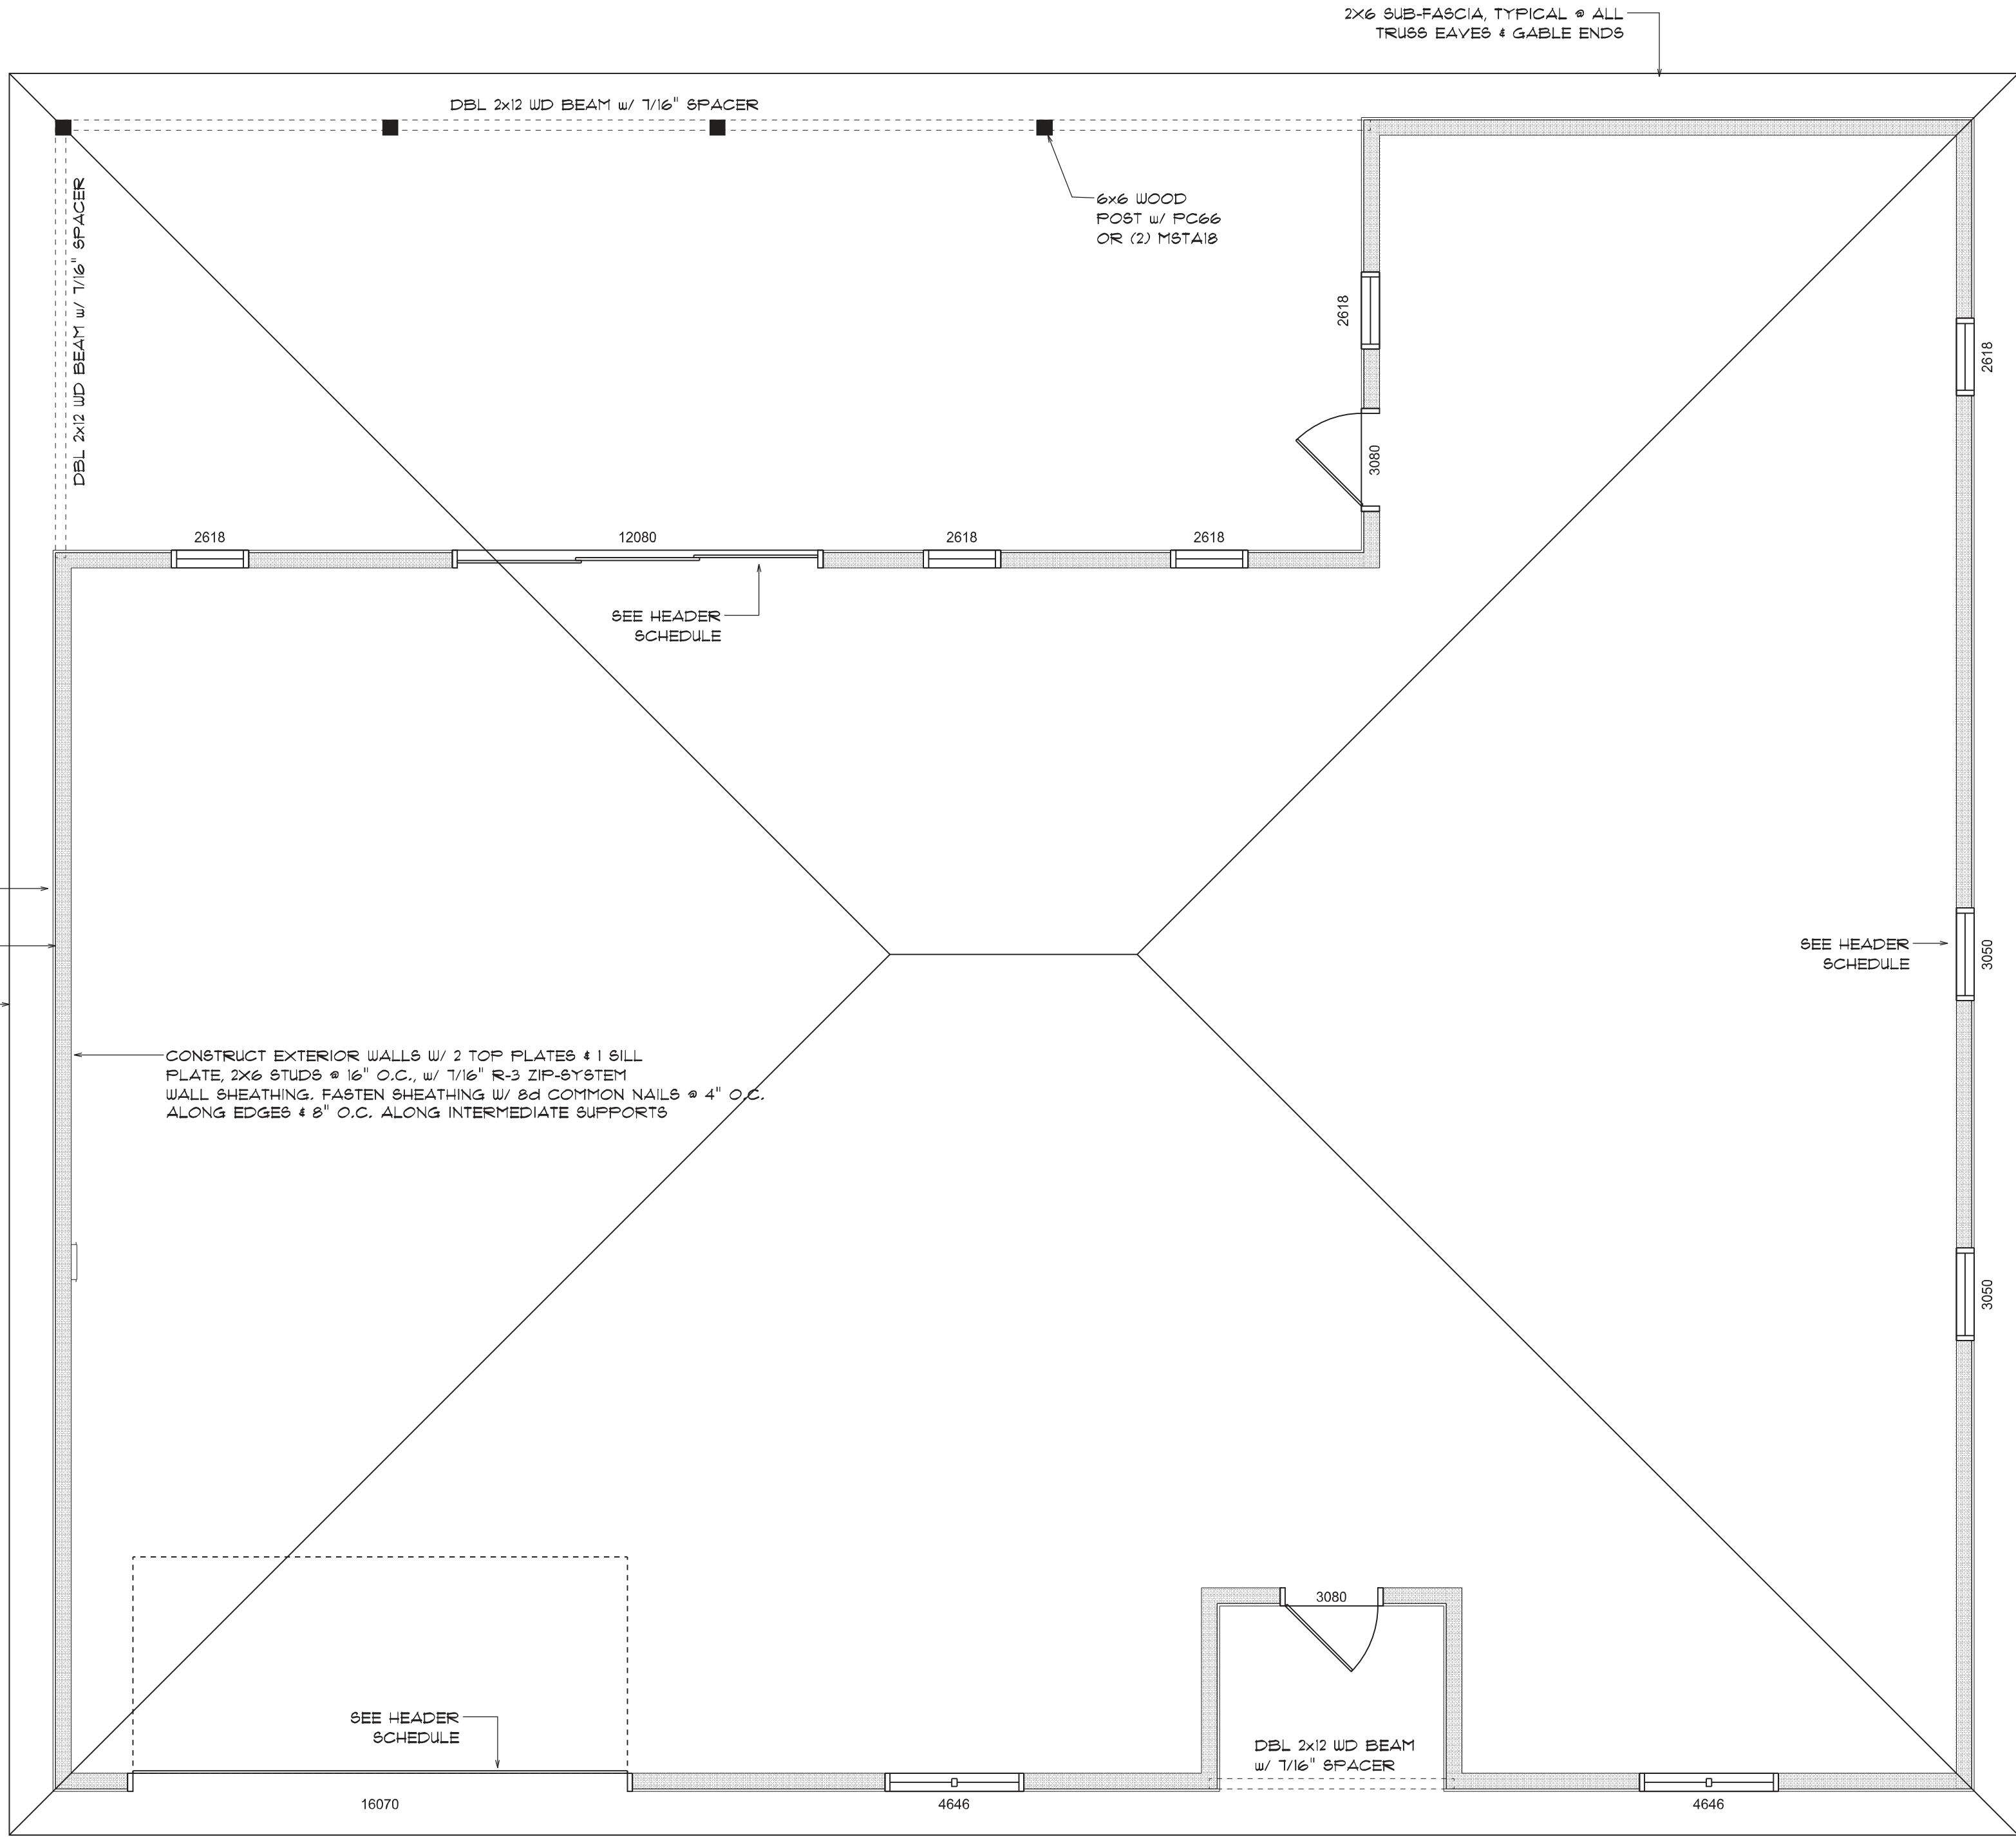 2X6 SUB-FASCIA, TYPICAL @ ALL
TRUSS EAVES & GABLE ENDS
DBL 2x12 WD BEAM w/ 7/16" SPACER
DBL 2x12 WD BEAM w/ 7/16" SPACER
6x6 WOOD
POST w/ PC66
OR (2) MSTA18
2618
2618
3080
2618
12080
2618
2618
SEE HEADER
SCHEDULE
SEE HEADER
SCHEDULE
3050
CONSTRUCT EXTERIOR WALLS W/ 2 TOP PLATES & 1 SILL
PLATE, 2X6 STUDS @ 16" O.C., w/ 7/16" R-3 ZIP-SYSTEM
WALL SHEATHING. FASTEN SHEATHING W/ 8d COMMON NAILS @ 4" O.C.
ALONG EDGES & 8" O.C. ALONG INTERMEDIATE SUPPORTS
3050
3080
SEE HEADER
SCHEDULE
DBL 2x12 WD BEAM
w/ 7/16" SPACER
16070
4646
4646